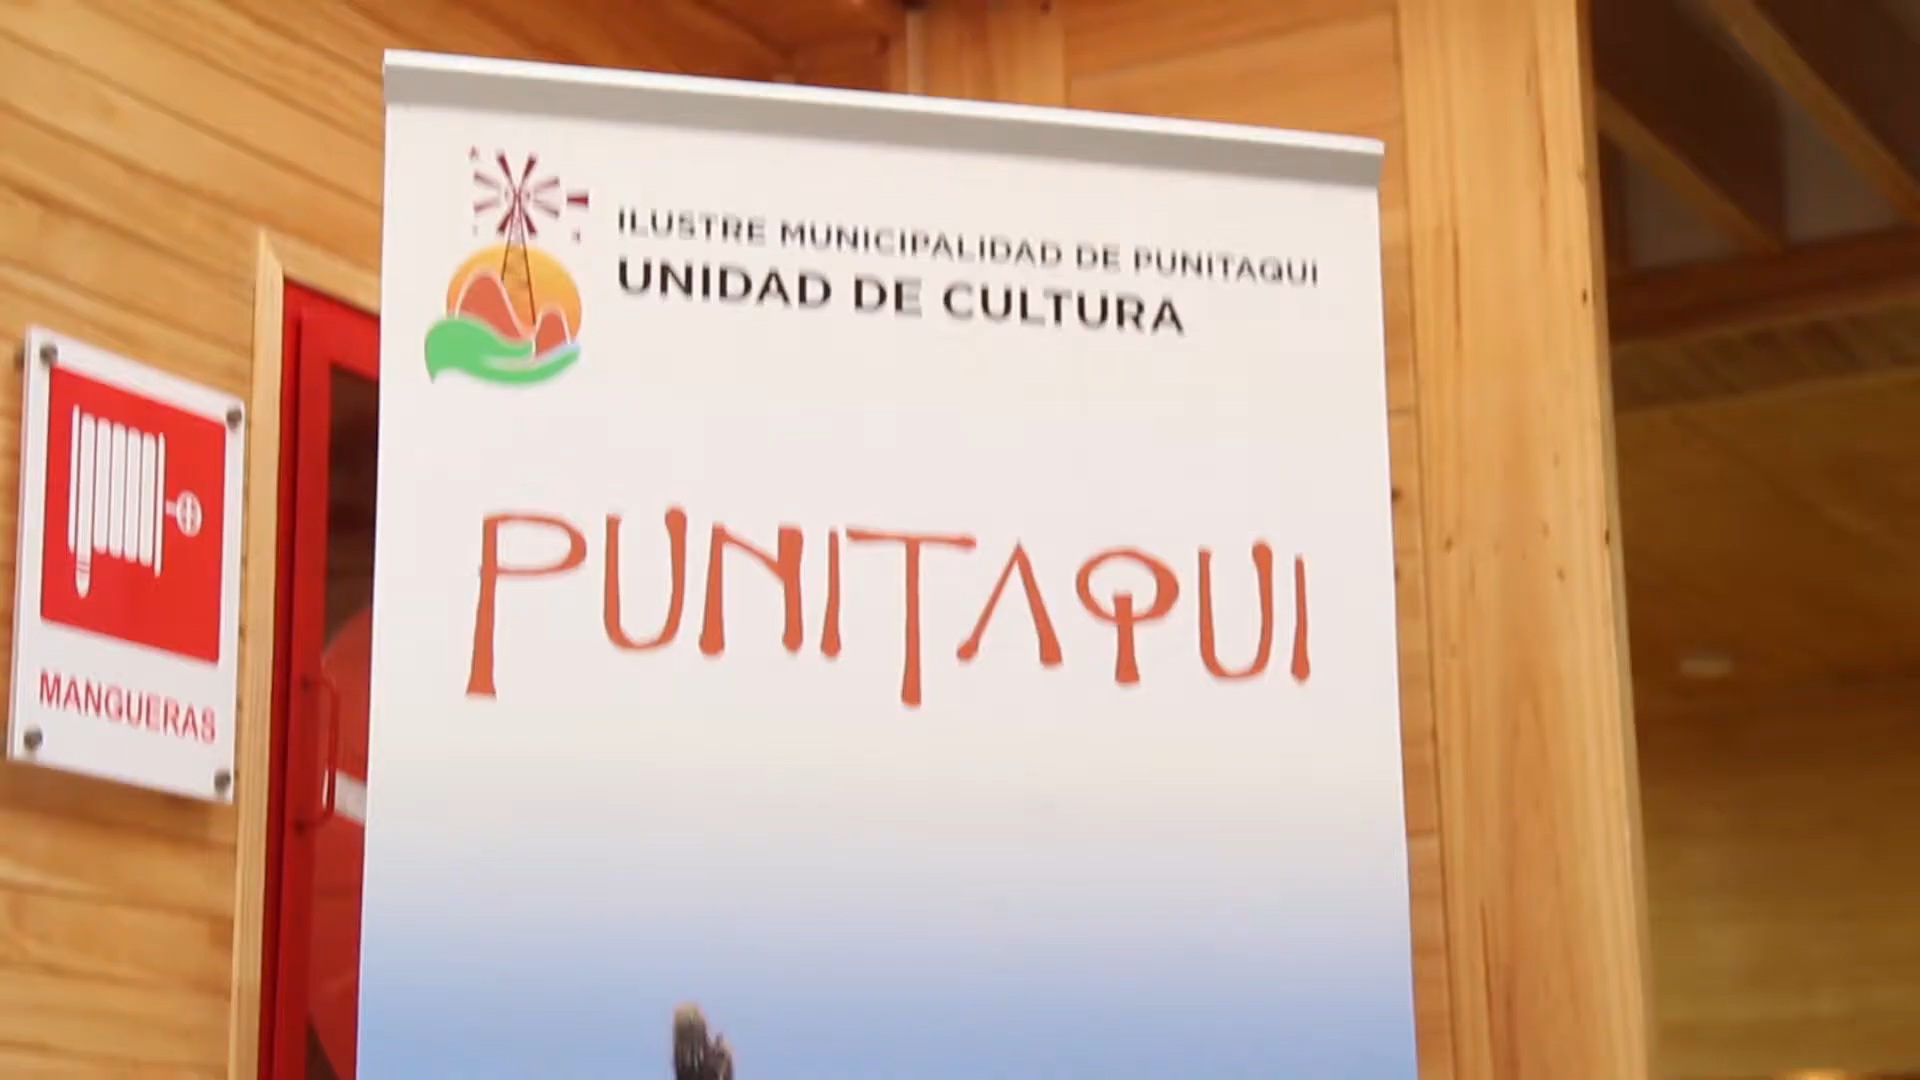 ILUSTRE MUNICIPALIDAD DE PUNITAQUI
UNIDAD DE CULTURA
PUNITAQUI
MANGUERAS